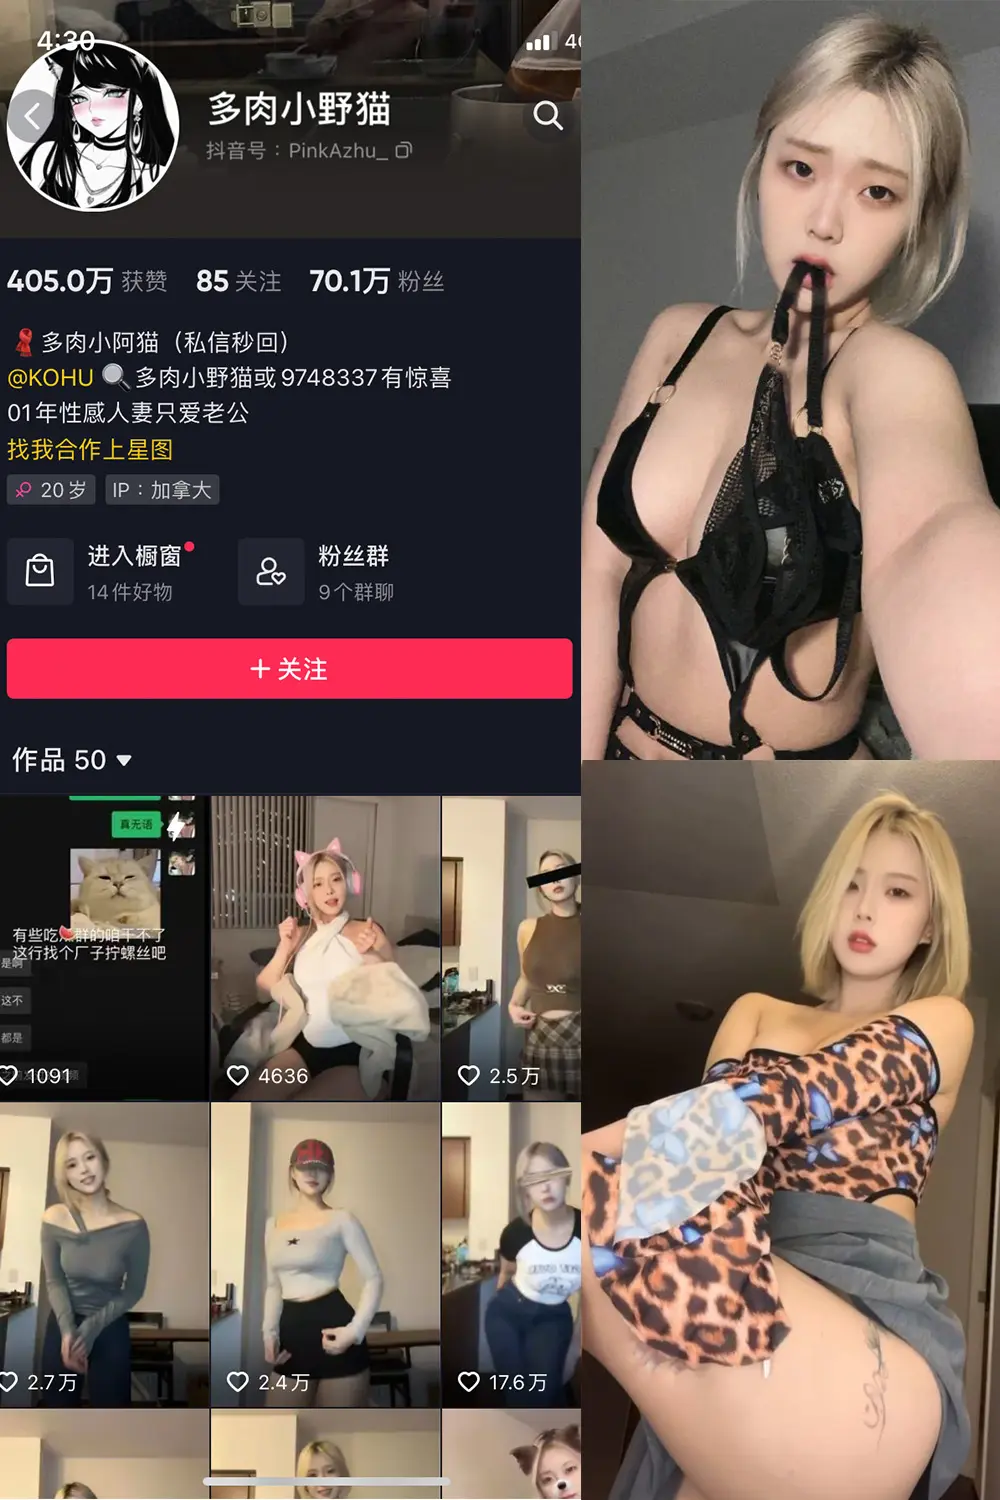 4:30
4G
多肉小野猫
抖音号：PinkAzhu_
405.0万 获赞 85 关注 70.1万 粉丝
多肉小阿猫（私信秒回）
@KOHU 🔍多肉小野猫或9748337有惊喜
01年性感人妻只爱老公
找我合作上星图
20岁 IP：加拿大
进入橱窗 粉丝群
14件好物 9个群聊
+ 关注
作品 50
真无语
有些吃🍉群的咱干不了
这行找个厂子拧螺丝吧
是啊
这不
都是
1091 4636 2.5万
2.7万 2.4万 17.6万